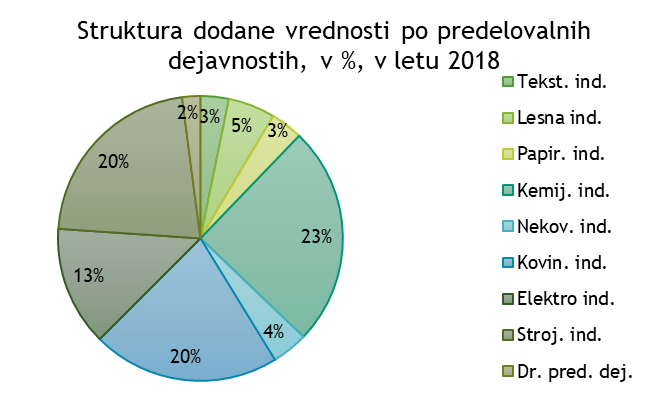 Struktura dodane vrednosti po predelovalnih
dejavnostih, v %, v letu 2018
3%
5%
3%
23%
4%
20%
13%
20%
2%
Tekst. ind.
Lesna ind.
Papir. ind.
Kemij. ind.
Nekov. ind.
Kovin. ind.
Elektro ind.
Stroj. ind.
Dr. pred. dej.